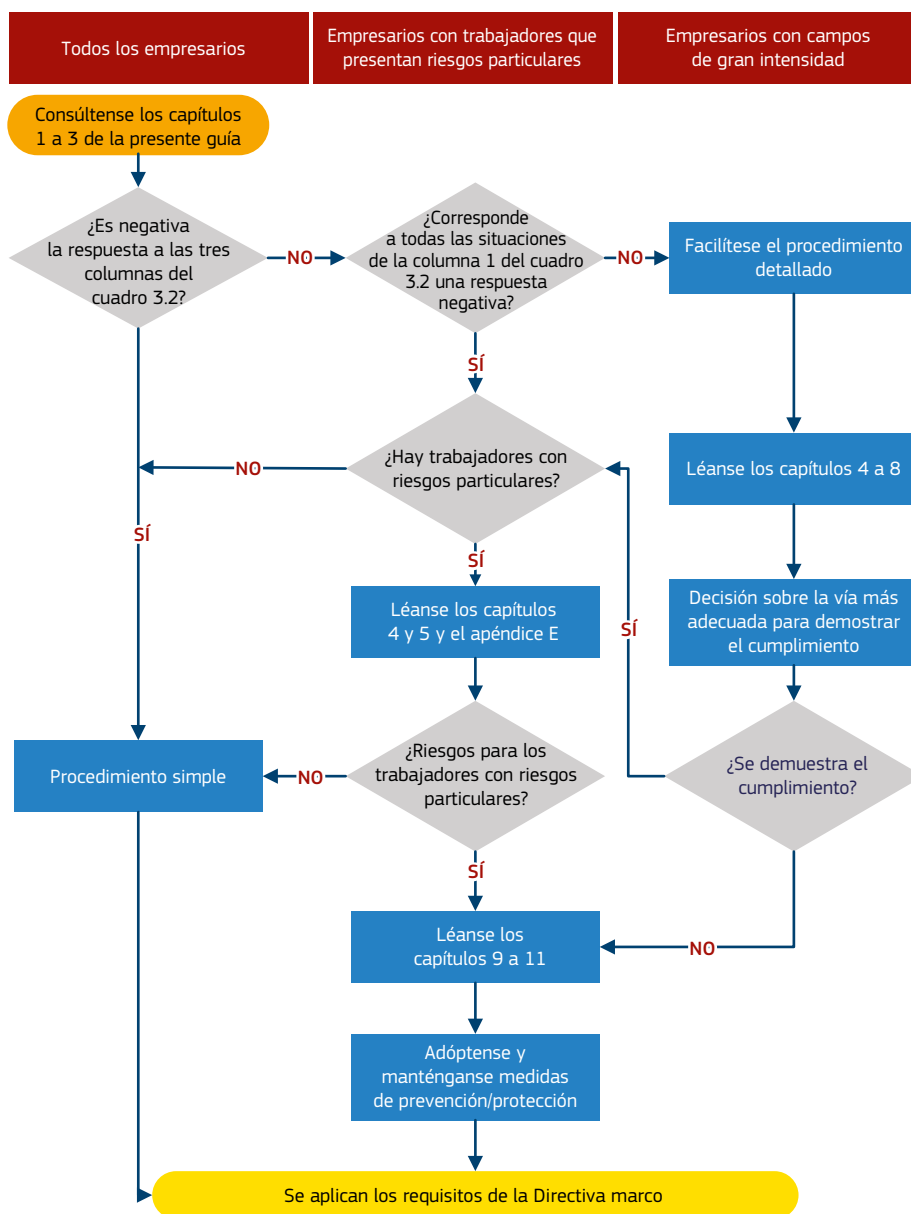 Todos los empresarios
Empresarios con trabajadores que
presentan riesgos particulares
Empresarios con campos
de gran intensidad
Consúltense los capítulos
1 a 3 de la presente guía
¿Es negativa
la respuesta a las tres
columnas del
cuadro 3.2?
NO
¿Corresponde
a todas las situaciones
de la columna 1 del cuadro
3.2 una respuesta
negativa?
NO
Facilítese el procedimiento
detallado
SÍ
¿Hay trabajadores con
riesgos particulares?
NO
Léanse los capítulos 4 a 8
SÍ
SÍ
Léanse los capítulos
4 y 5 y el apéndice E
SÍ
Decisión sobre la vía más
adecuada para demostrar
el cumplimiento
Procedimiento simple
NO
¿Riesgos para los
trabajadores con riesgos
particulares?
¿Se demuestra el
cumplimiento?
SÍ
Léanse los
capítulos 9 a 11
NO
Adóptense y
manténganse medidas
de prevención/protección
Se aplican los requisitos de la Directiva marco